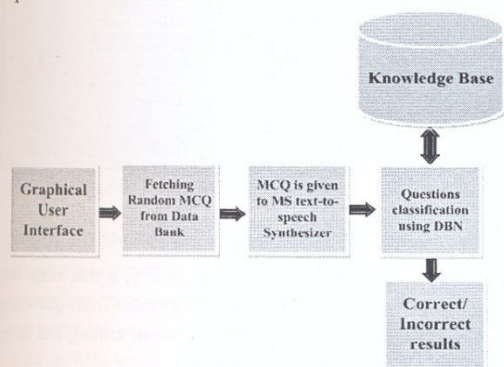 Knowledge Base
Graphical
User
Interface
Fetching
Random MCQ
from Data
Bank
MCQ is given
to MS text-to-
speech
Synthesizer
Questions
classification
using DBN
Correct/
Incorrect
results